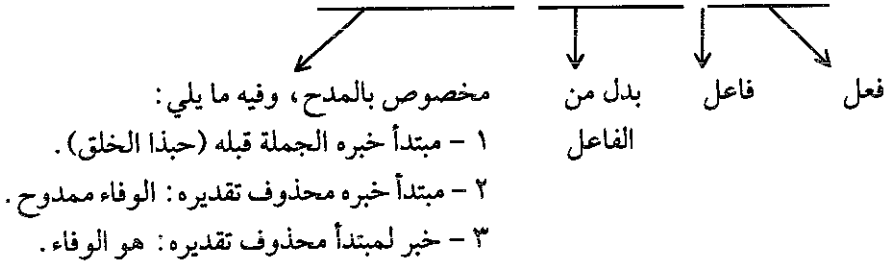 فعل فاعل بدل من مخصوص بالمدح، وفيه ما يلي:
الفاعل ١ - مبتدأ خبره الجملة قبله (حبذا الخلق).
٢ - مبتدأ خبره محذوف تقديره: الوفاء ممدوح.
٣ - خبر لمبتدأ محذوف تقديره: هو الوفاء.